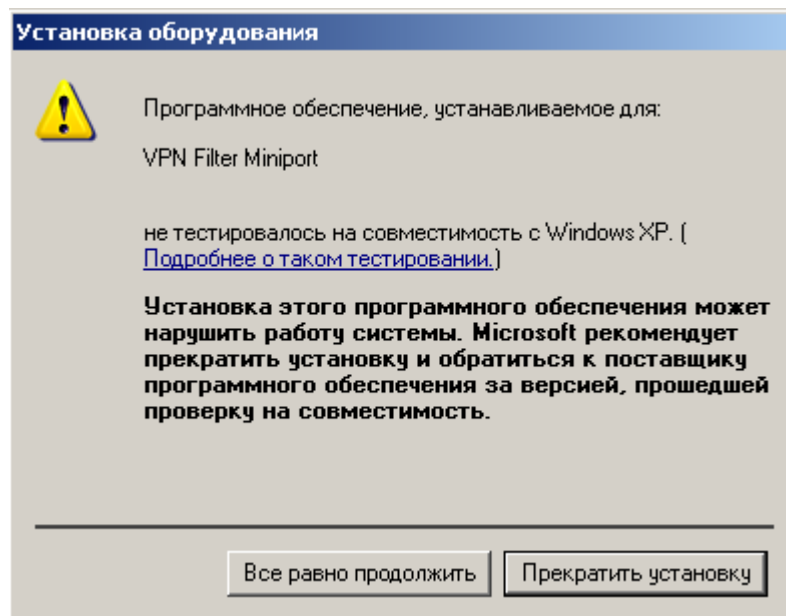 Установка оборудования
Программное обеспечение, устанавливаемое для:
VPN Filter Miniport
не тестировалось на совместимость с Windows XP. (
Подробнее о таком тестировании.)
Установка этого программного обеспечения может
нарушить работу системы. Microsoft рекомендует
прекратить установку и обратиться к поставщику
программного обеспечения за версией, прошедшей
проверку на совместимость.
Все равно продолжить
Прекратить установку